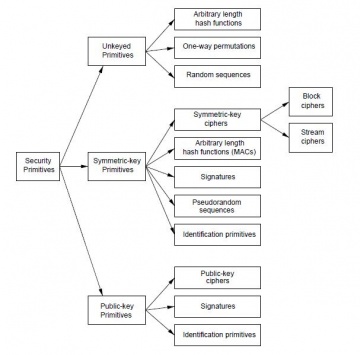 Security
Primitives
Unkeyed
Primitives
Arbitrary length
hash functions
One-way permutations
Random sequences
Symmetric-key
Primitives
Symmetric-key
ciphers
Block
ciphers
Stream
ciphers
Arbitrary length
hash functions (MACs)
Signatures
Pseudorandom
sequences
Identification primitives
Public-key
Primitives
Public-key
ciphers
Signatures
Identification primitives